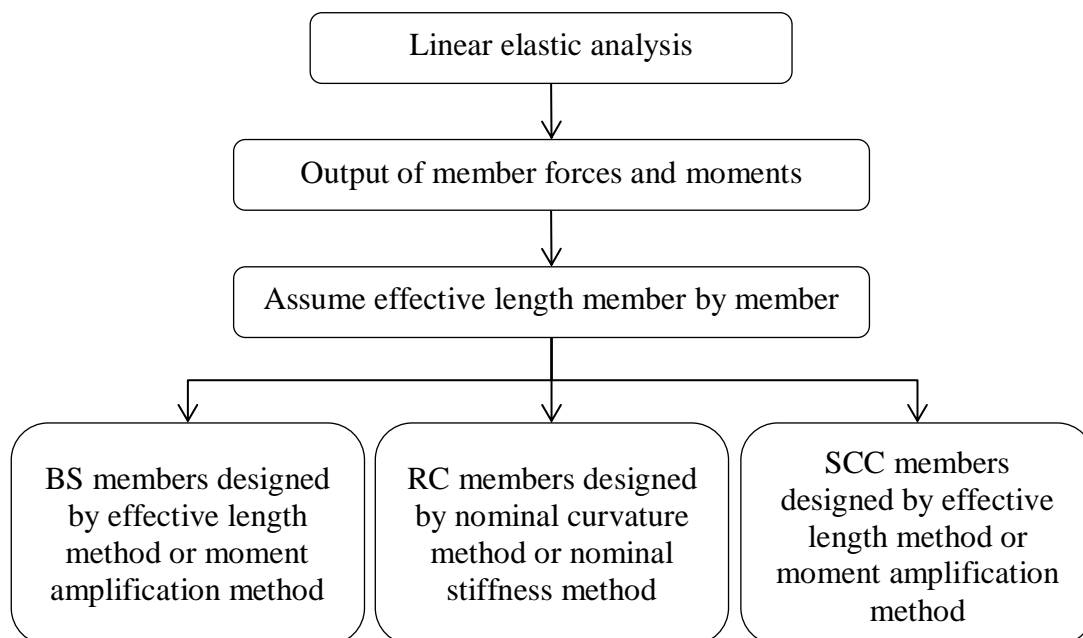 Linear elastic analysis
Output of member forces and moments
Assume effective length member by member
BS members designed
by effective length
method or moment
amplification method
RC members designed
by nominal curvature
method or nominal
stiffness method
SCC members
designed by effective
length method or
moment amplification
method